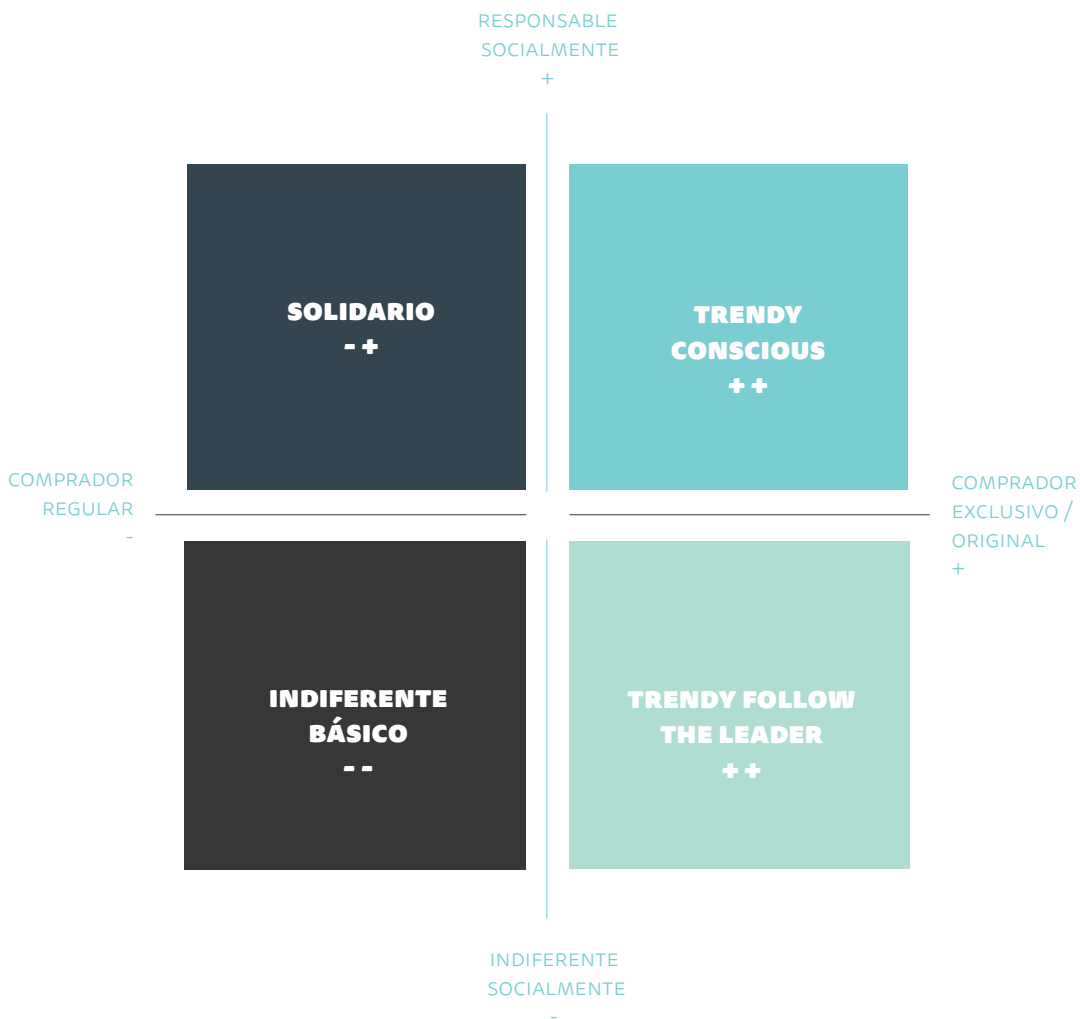 RESPONSABLE
SOCIALMENTE
+
SOLIDARIO
- +
TRENDY
CONSCIOUS
+ +
COMPRADOR
REGULAR
-
COMPRADOR
EXCLUSIVO /
ORIGINAL
+
INDIFERENTE
BÁSICO
- -
TRENDY FOLLOW
THE LEADER
+ +
INDIFERENTE
SOCIALMENTE
-